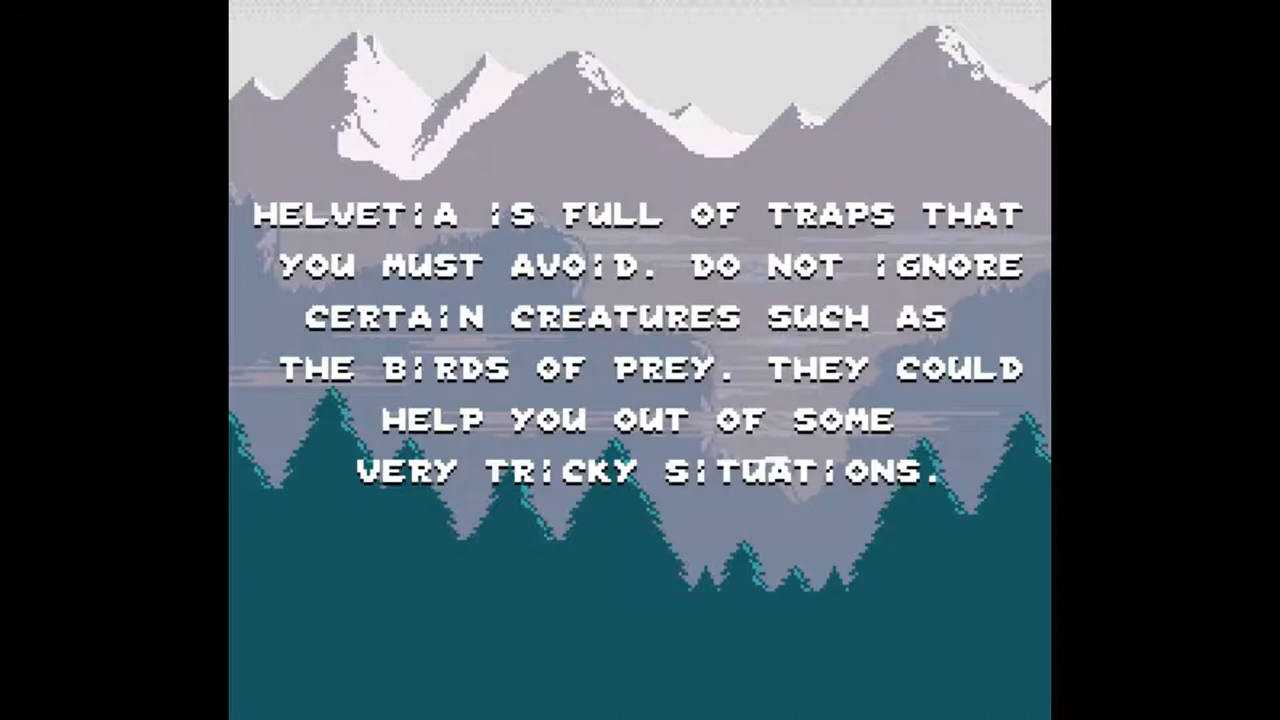 HELVETIA IS FULL OF TRAPS THAT
YOU MUST AVOID. DO NOT IGNORE
CERTAIN CREATURES SUCH AS
THE BIRDS OF PREY. THEY COULD
HELP YOU OUT OF SOME
VERY TRICKY SITUATIONS.